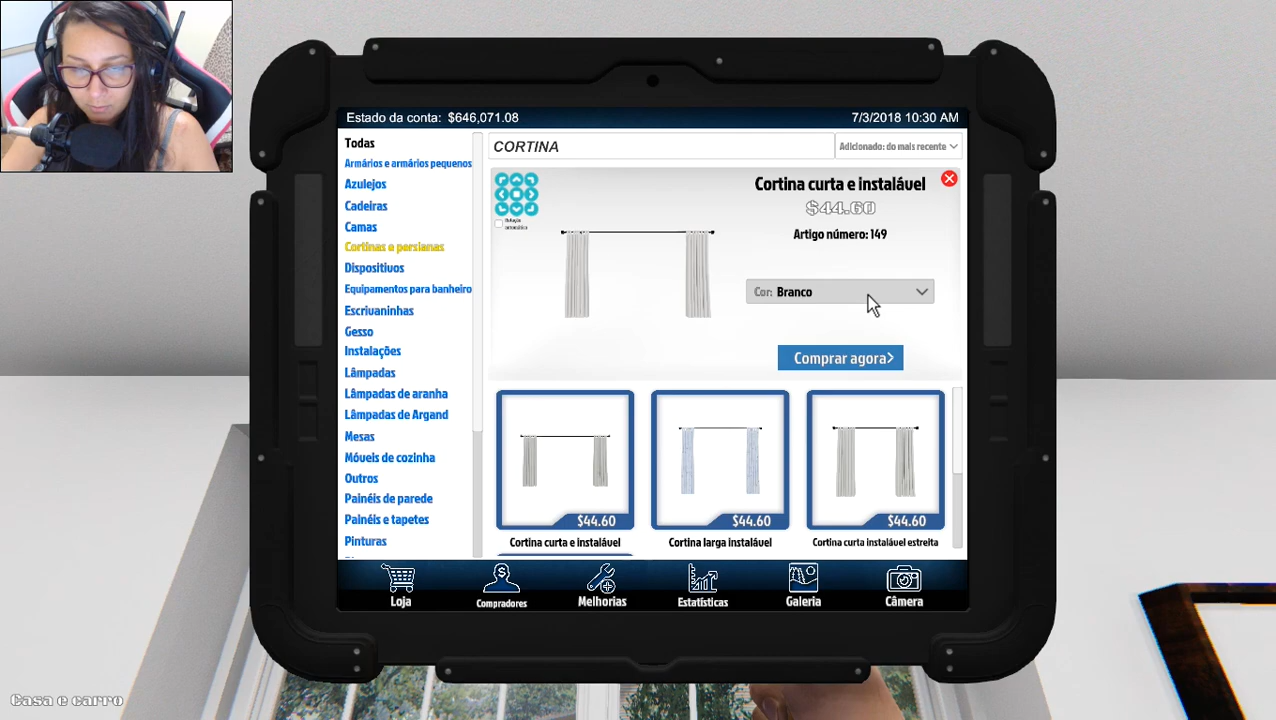 Estado da conta: $646,071.08
7/3/2018 10:30 AM
Todas
Armários e armários pequenos
Azulejos
Cadeiras
Camas
Cortinas e persianas
Dispositivos
Equipamentos para banheiro
Escrivaninhas
Gesso
Instalações
Lâmpadas
Lâmpadas de aranha
Lâmpadas de Argand
Mesas
Móveis de cozinha
Outros
Painéis de parede
Painéis e tapetes
Pinturas
CORTINA
Adicionado: do mais recente
Rotação
automático
Cortina curta e instalável
$44.60
Artigo número: 149
Cor: Branco
Comprar agora>
$44.60
Cortina curta e instalável
$44.60
Cortina larga instalável
$44.60
Cortina curta instalável estreita
Loja
Compradores
Melhorias
Estatísticas
Galeria
Câmera
Casa e carro